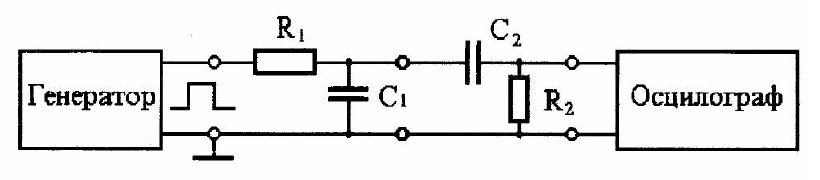 R1
C2
Генератор
C1
R2
Осцилограф